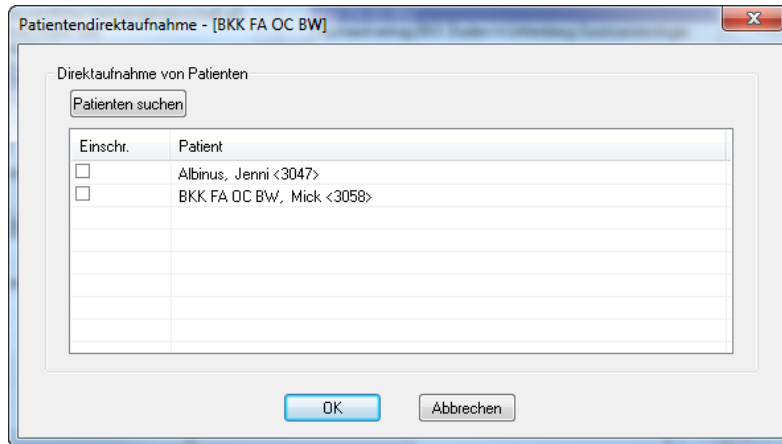 Patientendirektaufnahme - [BKK FA OC BW]
Direktaufnahme von Patienten
Patienten suchen
Einschr. Patient
Albinus, Jenni <3047>
BKK FA OC BW, Mick <3058>
OK Abbrechen